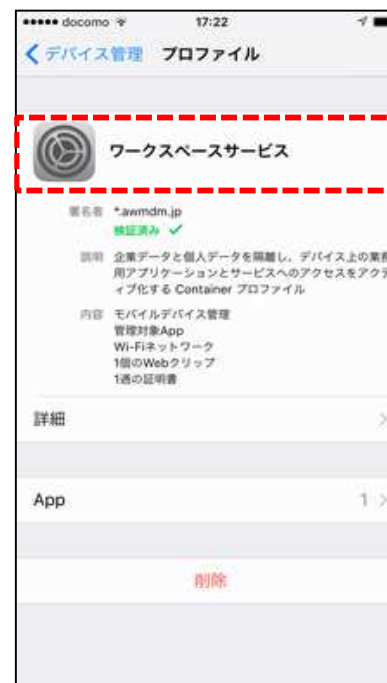 docomo 17:22
デバイス管理 プロファイル
ワークスペースサービス
署名者 *.awmdm.jp
検証済み ✓
説明 企業データと個人データを隔離し、デバイス上の業務
用アプリケーションとサービスへのアクセスをアクテ
ィブ化する Container プロファイル
内容 モバイルデバイス管理
管理対象App
Wi-Fiネットワーク
1個のWebクリップ
1通の証明書
詳細
App 1
削除